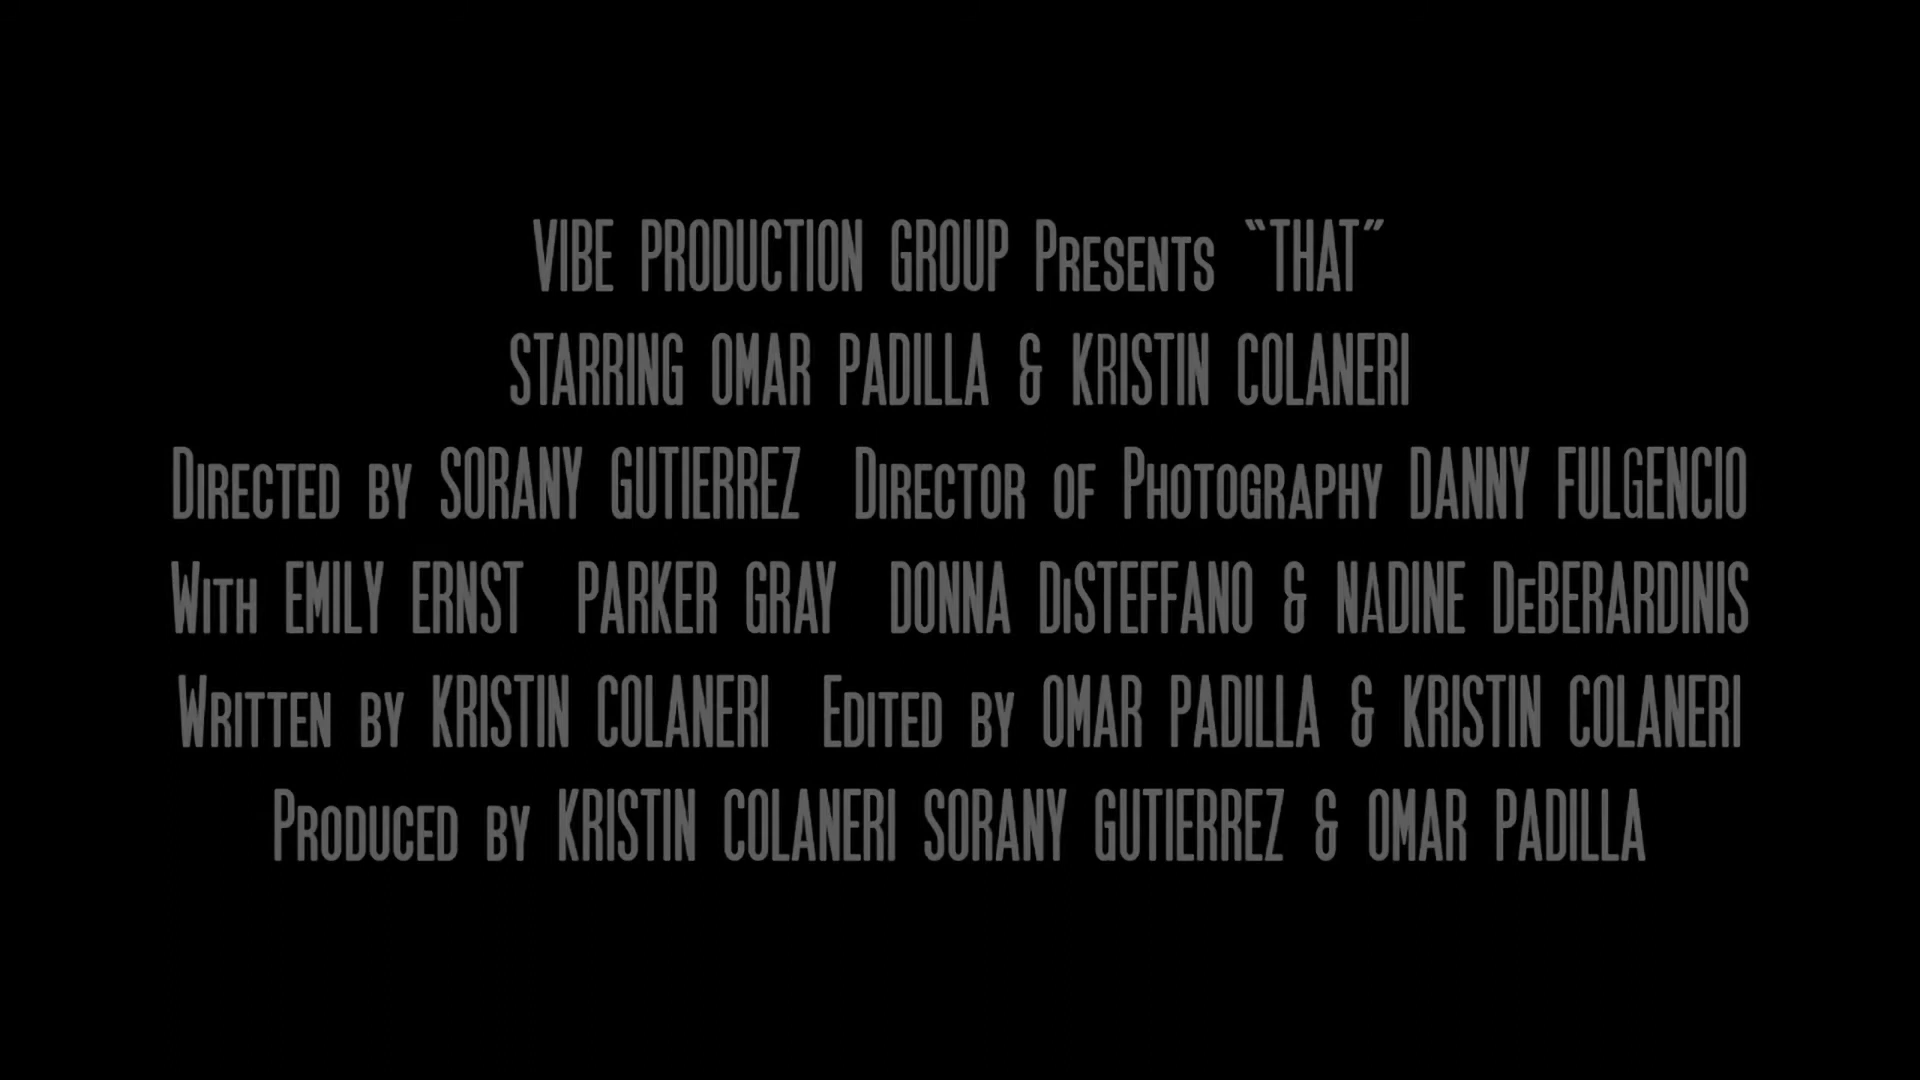 VIBE PRODUCTION GROUP PRESENTS “THAT”
STARRING OMAR PADILLA & KRISTIN COLANERI
DIRECTED BY SORANY GUTIERREZ DIRECTOR OF PHOTOGRAPHY DANNY FULGENCIO
WITH EMILY ERNST PARKER GRAY DONNA DiSTEFFANO & NADINE DeBERARDINIS
WRITTEN BY KRISTIN COLANERI EDITED BY OMAR PADILLA & KRISTIN COLANERI
PRODUCED BY KRISTIN COLANERI SORANY GUTIERREZ & OMAR PADILLA